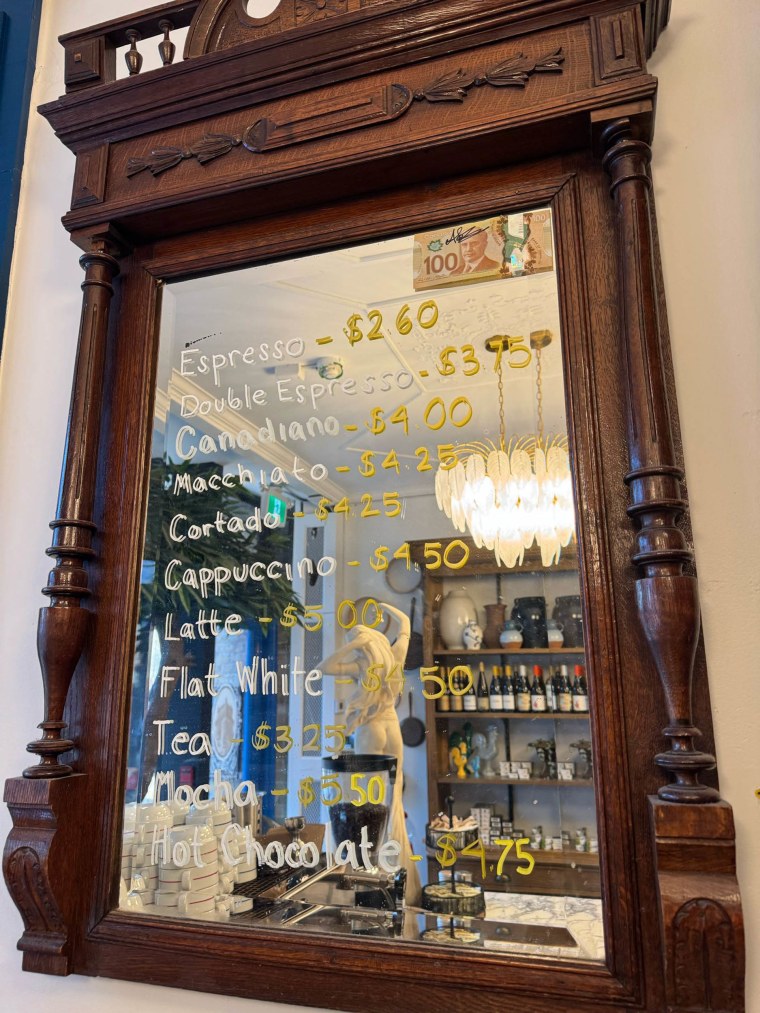 100
Espresso - $2.60
Double Espresso - $3.75
Canadiano - $4.00
Macchiato - $4.25
Cortado - $4.25
Cappuccino - $4.50
Latte - $5.00
Flat White - $4.50
Tea - $3.25
Mocha - $5.50
Hot Chocolate - $4.75